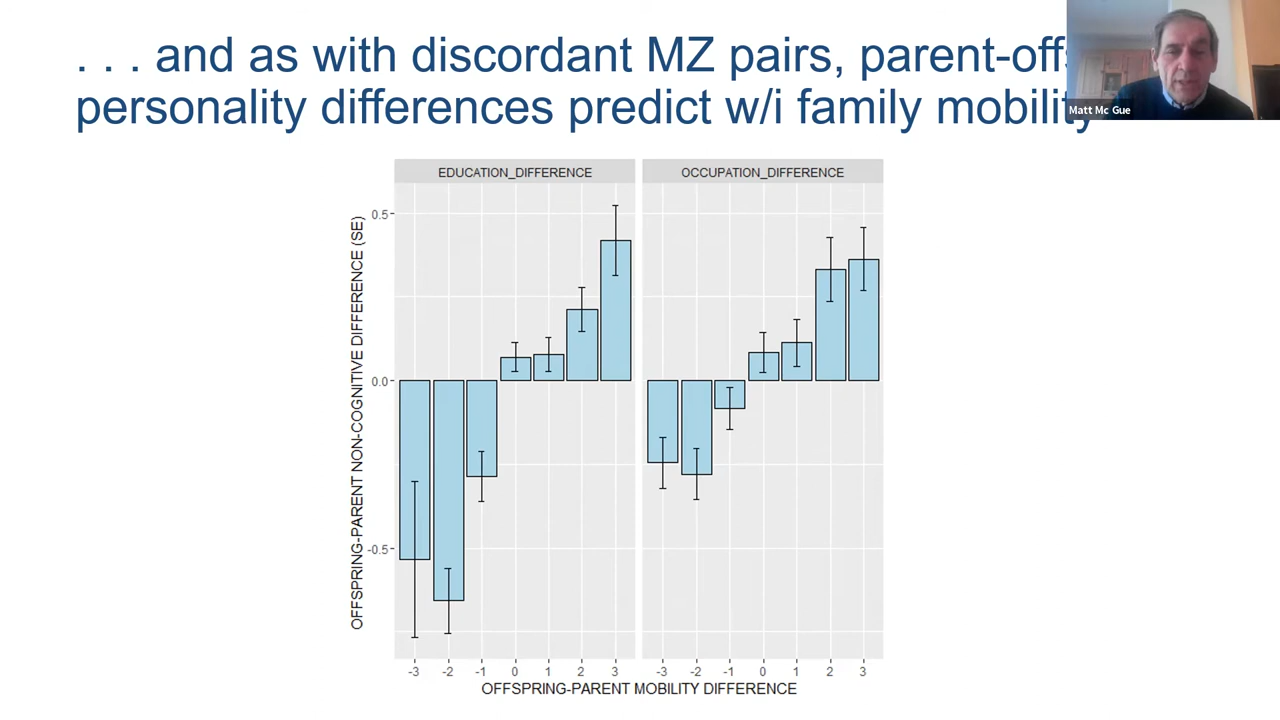 . . . and as with discordant MZ pairs, parent-off
personality differences predict w/i family mobility
Matt Mc Gue
EDUCATION_DIFFERENCE
OCCUPATION_DIFFERENCE
OFFSPRING-PARENT NON-COGNITIVE DIFFERENCE (SE)
0.5
0.0
-0.5
-3 -2 -1 0 1 2 3
-3 -2 -1 0 1 2 3
OFFSPRING-PARENT MOBILITY DIFFERENCE